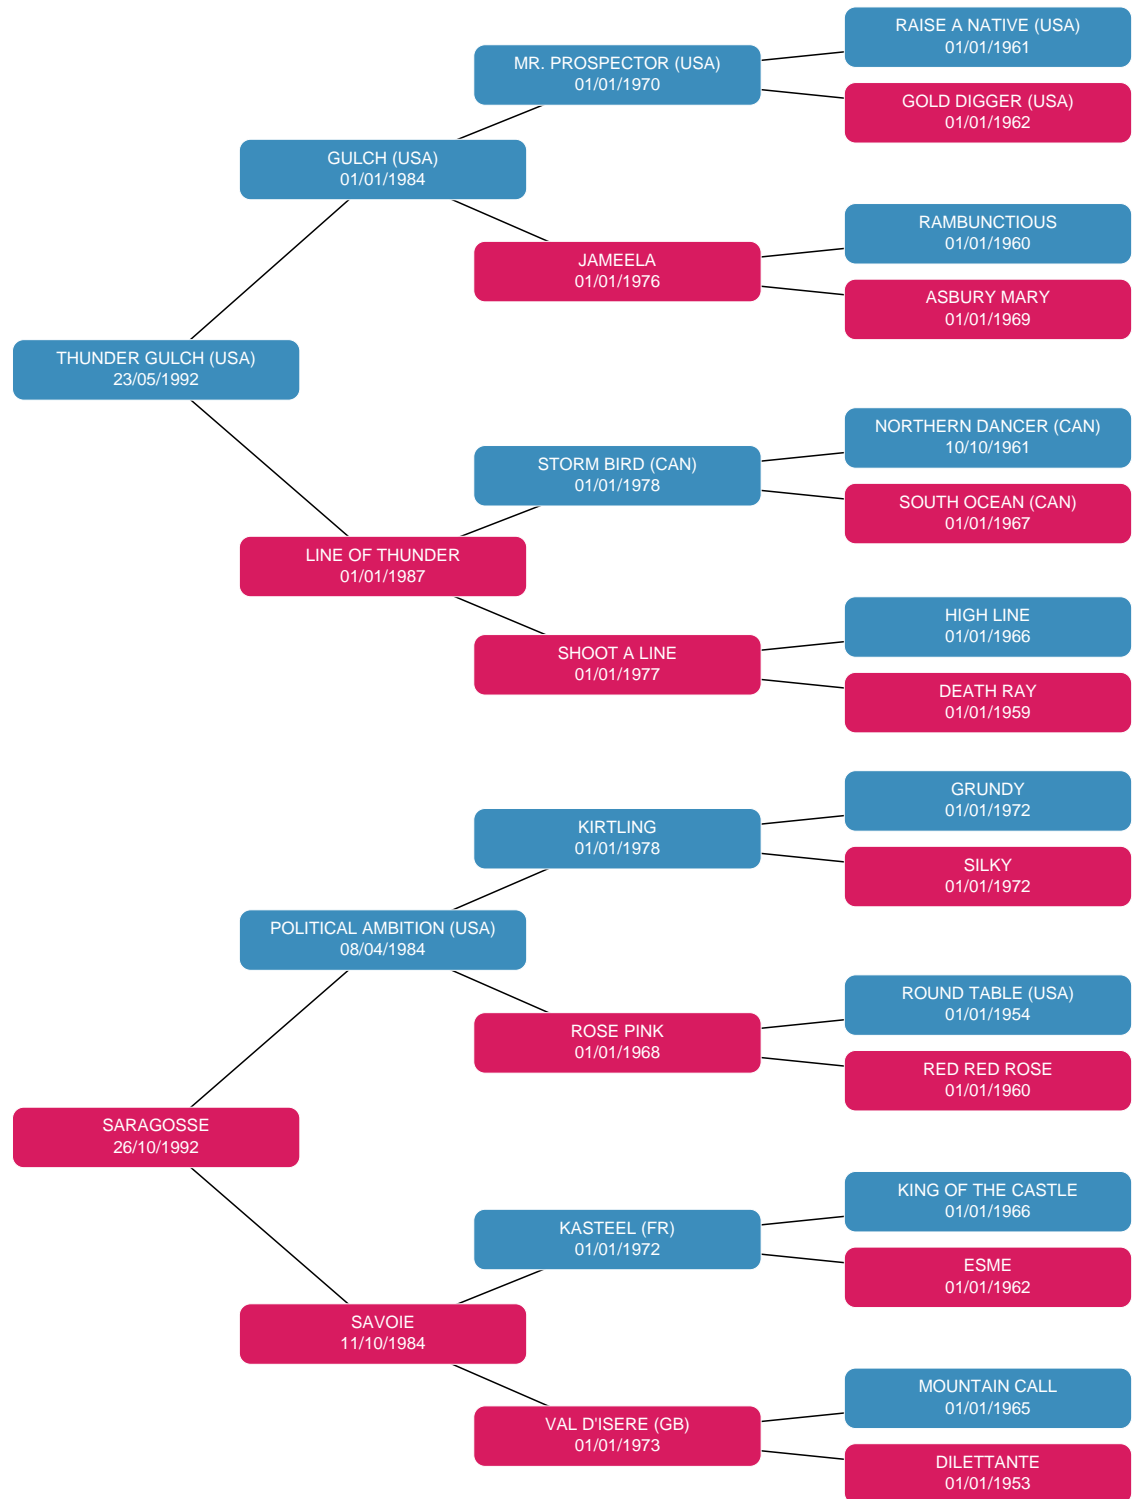 RAISE A NATIVE (USA)
01/01/1961
MR. PROSPECTOR (USA)
01/01/1970
GOLD DIGGER (USA)
01/01/1962
GULCH (USA)
01/01/1984
RAMBUNCTIOUS
01/01/1960
JAMEELA
01/01/1976
ASBURY MARY
01/01/1969
THUNDER GULCH (USA)
23/05/1992
NORTHERN DANCER (CAN)
10/10/1961
STORM BIRD (CAN)
01/01/1978
SOUTH OCEAN (CAN)
01/01/1967
LINE OF THUNDER
01/01/1987
HIGH LINE
01/01/1966
SHOOT A LINE
01/01/1977
DEATH RAY
01/01/1959
GRUNDY
01/01/1972
KIRTLING
01/01/1978
SILKY
01/01/1972
POLITICAL AMBITION (USA)
08/04/1984
ROUND TABLE (USA)
01/01/1954
ROSE PINK
01/01/1968
RED RED ROSE
01/01/1960
SARAGOSSE
26/10/1992
KING OF THE CASTLE
01/01/1966
KASTEEL (FR)
01/01/1972
ESME
01/01/1962
SAVOIE
11/10/1984
MOUNTAIN CALL
01/01/1965
VAL D'ISERE (GB)
01/01/1973
DILETTANTE
01/01/1953